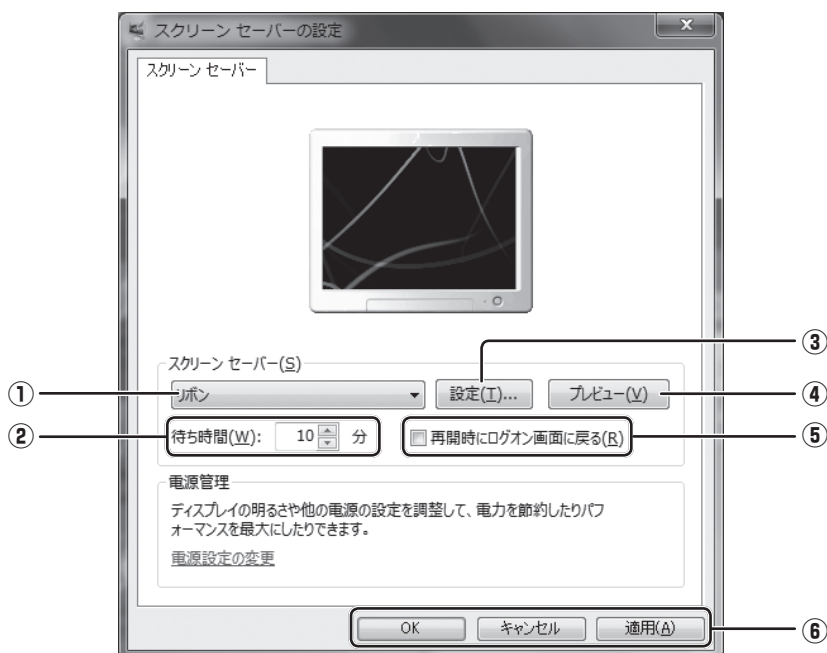 スクリーン セーバーの設定
スクリーン セーバー
③
スクリーン セーバー(S)
① リボン 設定(T)... プレビュー(V) ④
② 待ち時間(W): 10 分 再開時にログオン画面に戻る(R) ⑤
電源管理
ディスプレイの明るさや他の電源の設定を調整して、電力を節約したりパフ
ォーマンスを最大にしたりできます。
電源設定の変更
OK キャンセル 適用(A) ⑥